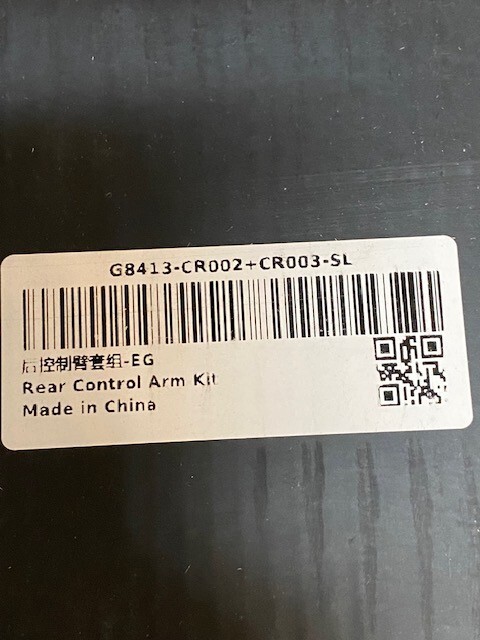 G8413-CR002+CR003-SL
后控制臂套组-EG
Rear Control Arm Kit
Made in China